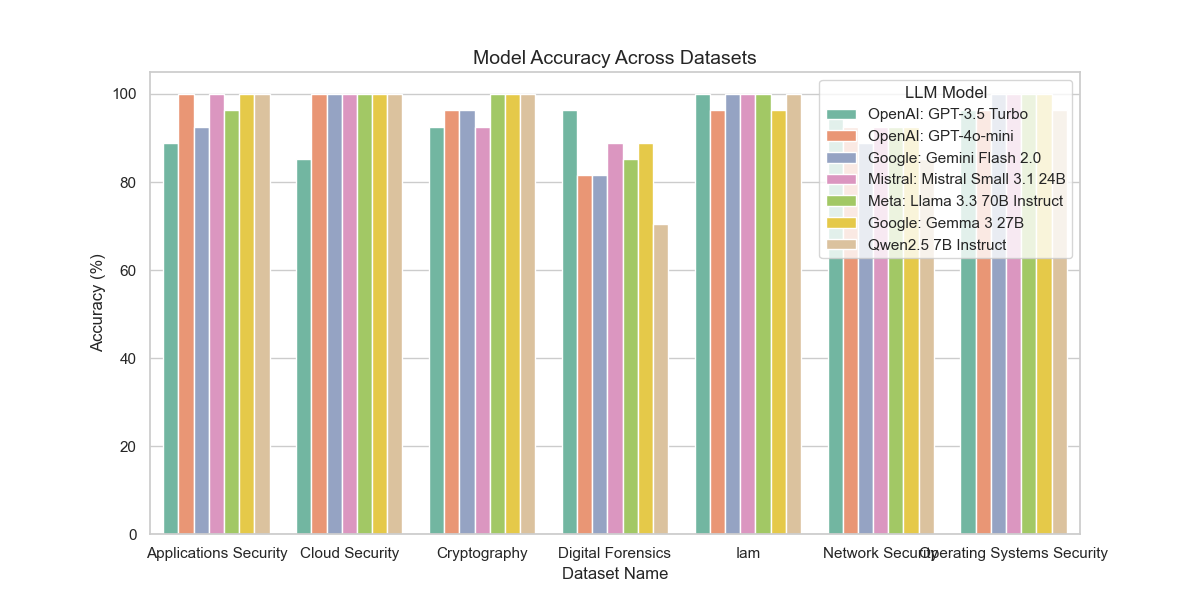 Model Accuracy Across Datasets
LLM Model
OpenAI: GPT-3.5 Turbo
OpenAI: GPT-4o-mini
Google: Gemini Flash 2.0
Mistral: Mistral Small 3.1 24B
Meta: Llama 3.3 70B Instruct
Google: Gemma 3 27B
Qwen2.5 7B Instruct
Accuracy (%)
100
80
60
40
20
0
Applications Security
Cloud Security
Cryptography
Digital Forensics
Iam
Network Security
Operating Systems Security
Dataset Name